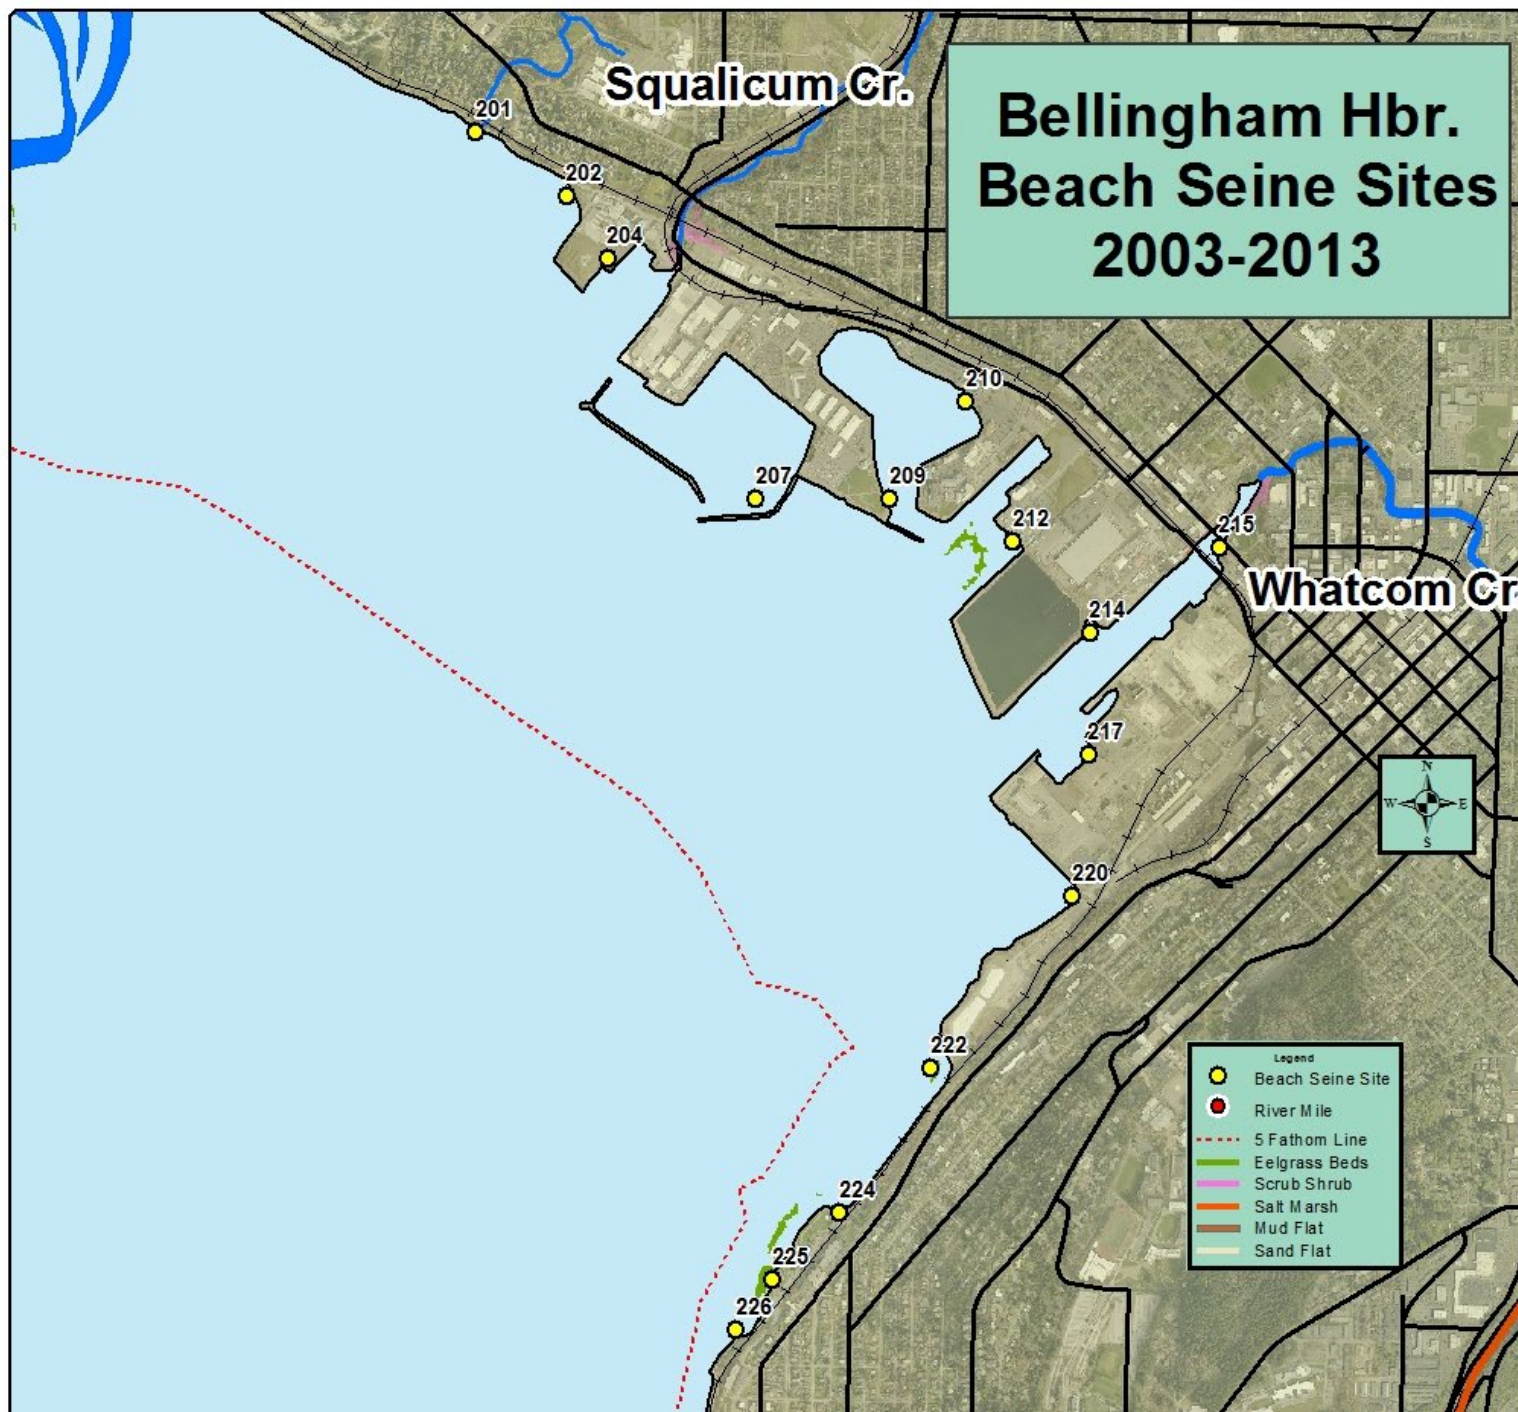 Squalicum Cr.
Bellingham Hbr.
Beach Seine Sites
2003-2013
201
202
204
210
207
209
212
215
Whatcom Cr
214
217
N
W
E
S
220
222
224
225
226
Legend
Beach Seine Site
River Mile
5 Fathom Line
Eelgrass Beds
Scrub Shrub
Salt Marsh
Mud Flat
Sand Flat